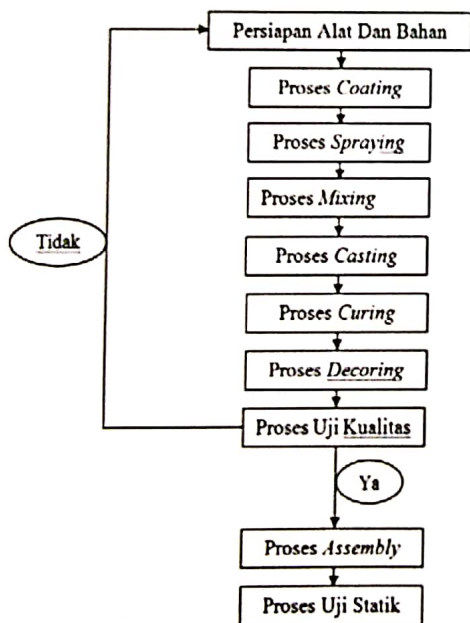 Persiapan Alat Dan Bahan
Proses Coating
Proses Spraying
Proses Mixing
Tidak
Proses Casting
Proses Curing
Proses Decoring
Proses Uji Kualitas
Ya
Proses Assembly
Proses Uji Statik